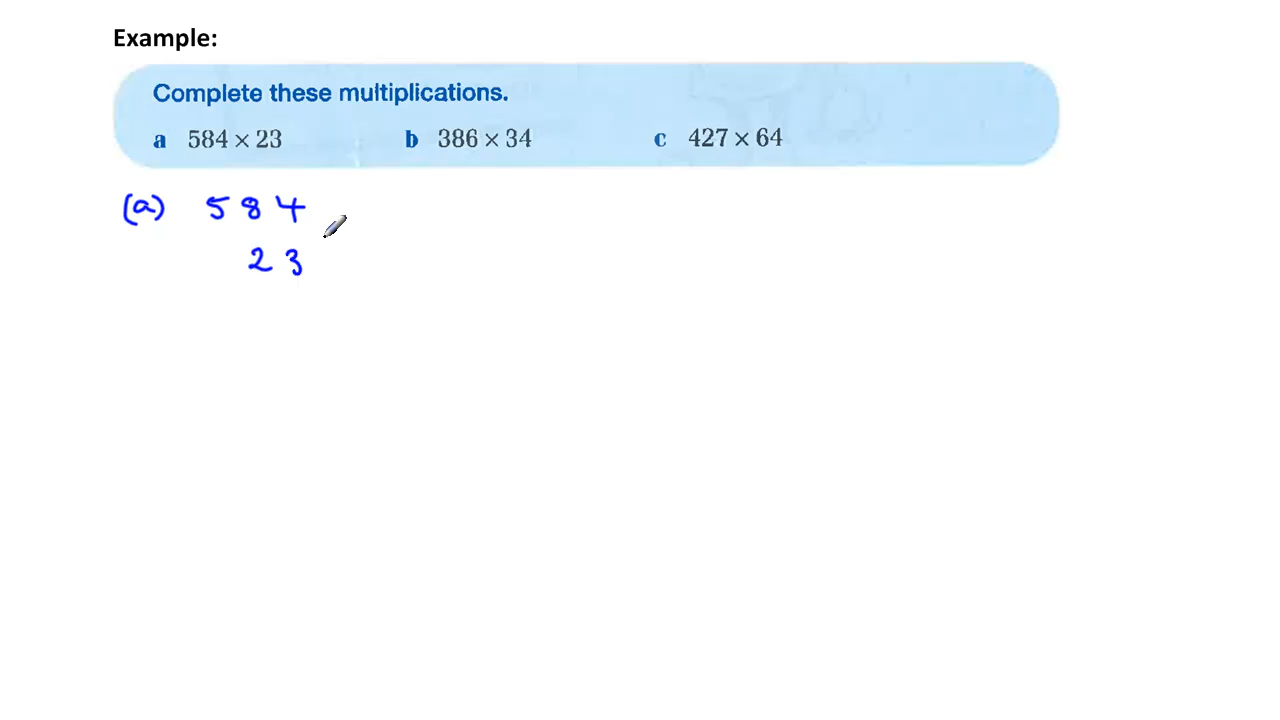 Example:
Complete these multiplications.
a 584 × 23 b 386 × 34 c 427 × 64
(a) 584
23